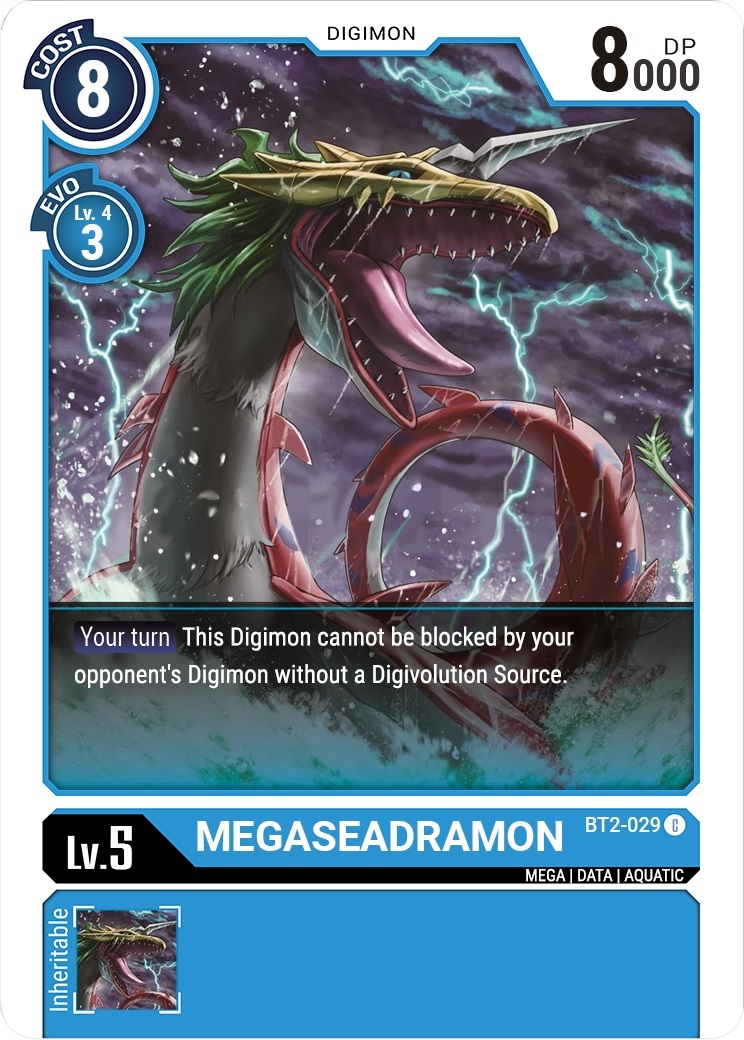 DIGIMON
COST
8
DP
8000
EVO
Lv. 4
3
Your turn This Digimon cannot be blocked by your
opponent's Digimon without a Digivolution Source.
Lv.5
MEGASEADRAMON
BT2-029 C
MEGA | DATA | AQUATIC
Inheritable